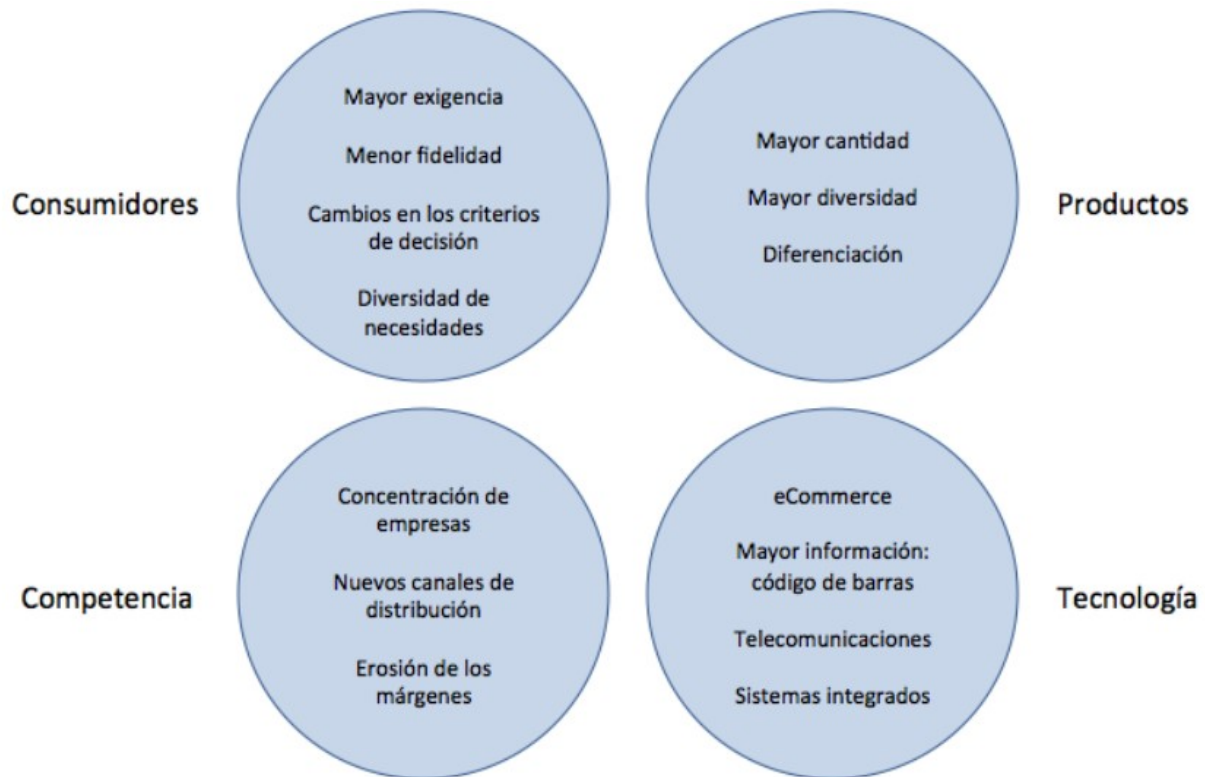 Consumidores
Mayor exigencia
Menor fidelidad
Cambios en los criterios
de decisión
Diversidad de
necesidades
Mayor cantidad
Mayor diversidad
Diferenciación
Productos
Competencia
Concentración de
empresas
Nuevos canales de
distribución
Erosión de los
márgenes
eCommerce
Mayor información:
código de barras
Telecomunicaciones
Sistemas integrados
Tecnología